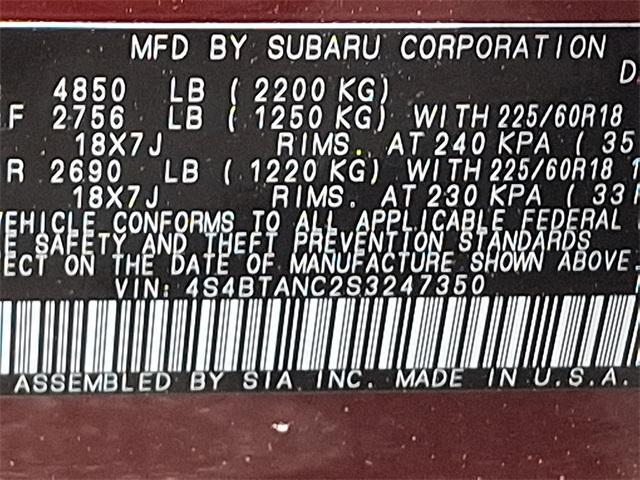 MFD BY SUBARU CORPORATION
4850 LB ( 2200 KG)
F 2756 LB ( 1250 KG) WITH 225/60R18
18X7J RIMS. AT 240 KPA ( 35
R 2690 LB ( 1220 KG) WITH 225/60R18
18X7J RIMS. AT 230 KPA ( 33
VEHICLE CONFORMS TO ALL APPLICABLE FEDERAL
SAFETY AND THEFT PREVENTION STANDARDS
ECT ON THE DATE OF MANUFACTURE SHOWN ABOVE.
VIN: 4S4BTANC2S3247350
ASSEMBLED BY SIA INC. MADE IN U.S.A.